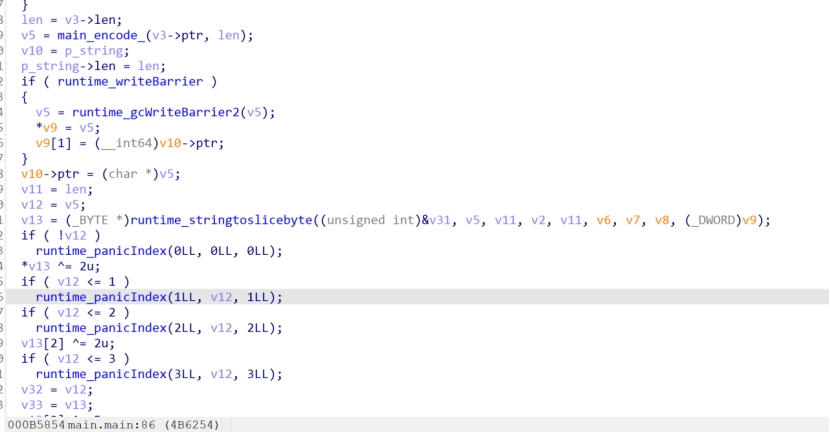 }
len = v3->len;
v5 = main_encode_(v3->ptr, len);
v10 = p_string;
p_string->len = len;
if ( runtime_writeBarrier )
{
v5 = runtime_gcWriteBarrier2(v5);
*v9 = v5;
v9[1] = (__int64)v10->ptr;
}
v10->ptr = (char *)v5;
v11 = len;
v12 = v5;
v13 = (_BYTE *)runtime_stringtoslicebyte((unsigned int)&v31, v5, v11, v2, v11, v6, v7, v8, (_DWORD)v9);
if ( !v12 )
runtime_panicIndex(0LL, 0LL, 0LL);
*v13 ^= 2u;
if ( v12 <= 1 )
runtime_panicIndex(1LL, v12, 1LL);
if ( v12 <= 2 )
runtime_panicIndex(2LL, v12, 2LL);
v13[2] ^= 2u;
if ( v12 <= 3 )
runtime_panicIndex(3LL, v12, 3LL);
v32 = v12;
v33 = v13;
000B5854 main.main:86 (4B6254)